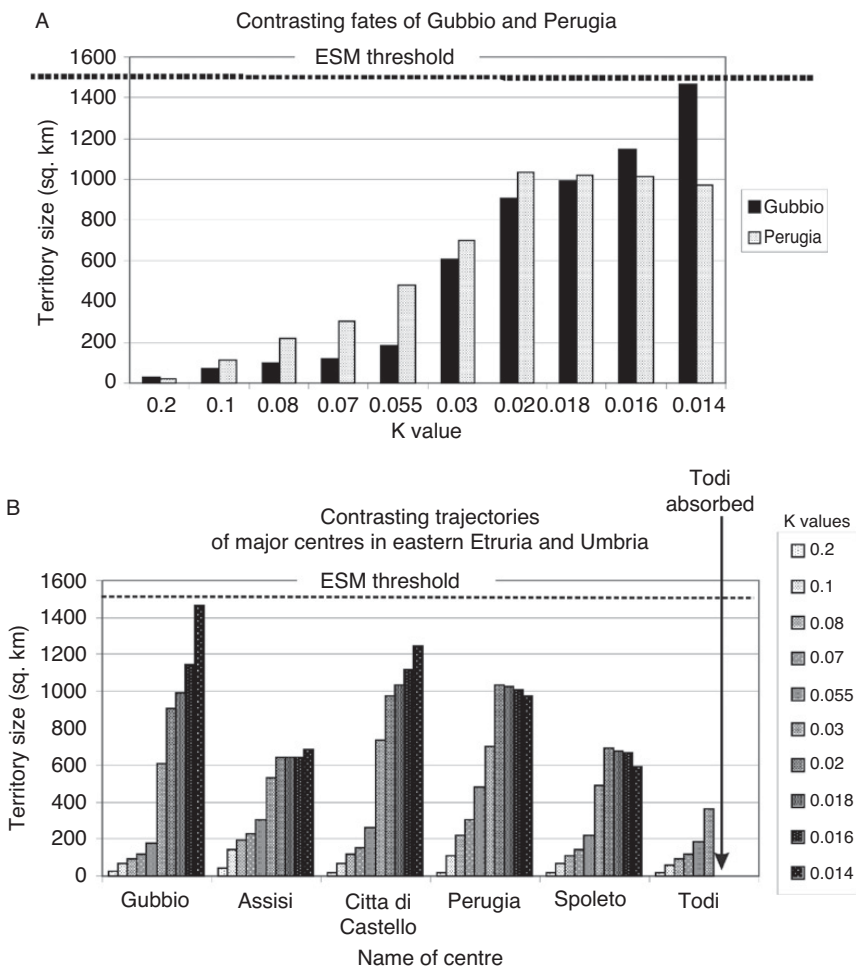 A
Contrasting fates of Gubbio and Perugia
ESM threshold
1600
1400
1200
1000
800
600
400
200
0
Territory size (sq. km)
0.2 0.1 0.08 0.07 0.055 0.03 0.02 0.018 0.016 0.014
K value
Gubbio
Perugia
B
Todi
absorbed
Contrasting trajectories
of major centres in eastern Etruria and Umbria
ESM threshold
1600
1400
1200
1000
800
600
400
200
0
Territory size (sq. km)
Gubbio Assisi Citta di Castello Perugia Spoleto Todi
Name of centre
K values
0.2
0.1
0.08
0.07
0.055
0.03
0.02
0.018
0.016
0.014